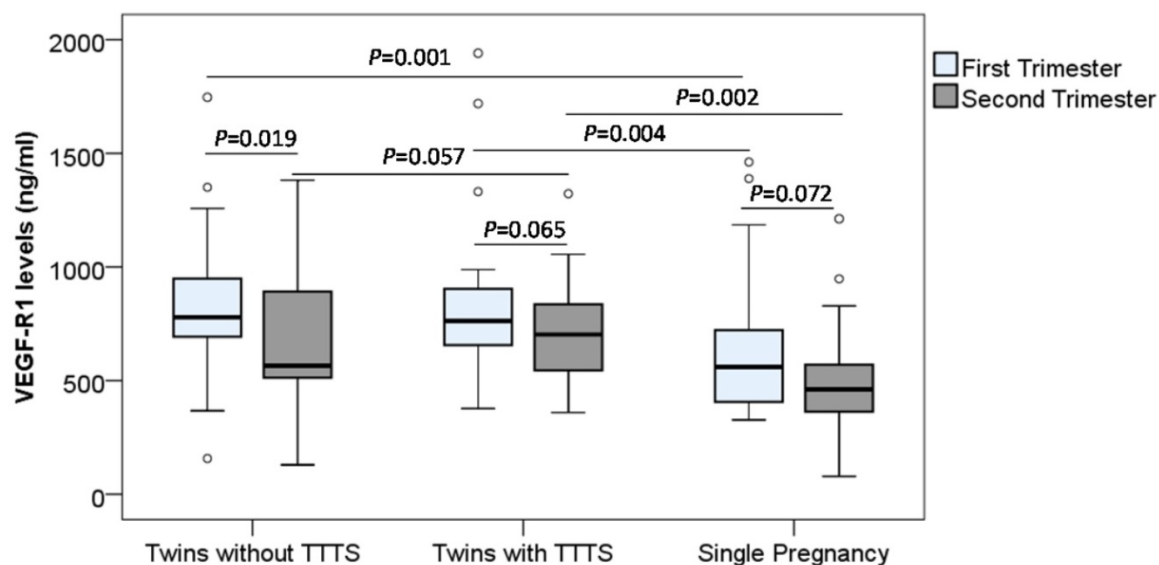 VEGF-R1 levels (ng/ml)
2000
1500
1000
500
0
P=0.001
P=0.002
P=0.019
P=0.004
P=0.057
P=0.072
P=0.065
First Trimester
Second Trimester
Twins without TTTS
Twins with TTTS
Single Pregnancy